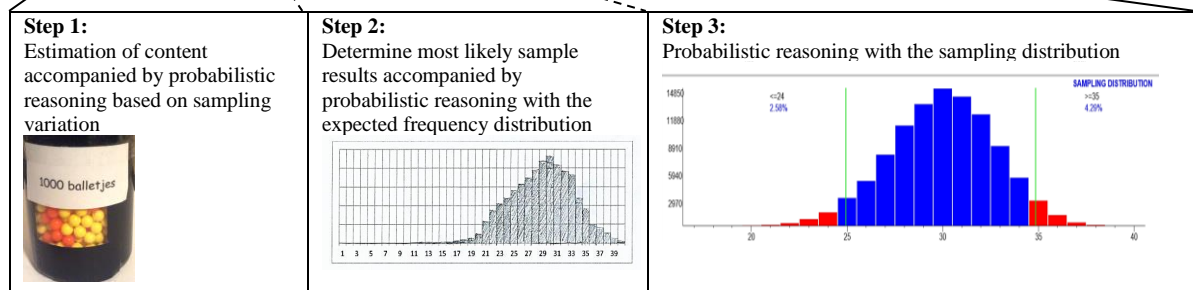 Step 1:
Estimation of content
accompanied by probabilistic
reasoning based on sampling
variation
1000 balletjes
Step 2:
Determine most likely sample
results accompanied by
probabilistic reasoning with the
expected frequency distribution
1 3 5 7 9 11 13 15 17 19 21 23 25 27 29 31 33 35 37 39
Step 3:
Probabilistic reasoning with the sampling distribution
SAMPLING DISTRIBUTION
<=24
2.58%
>=35
4.29%
14850
11880
8910
5940
2970
20 25 30 35 40